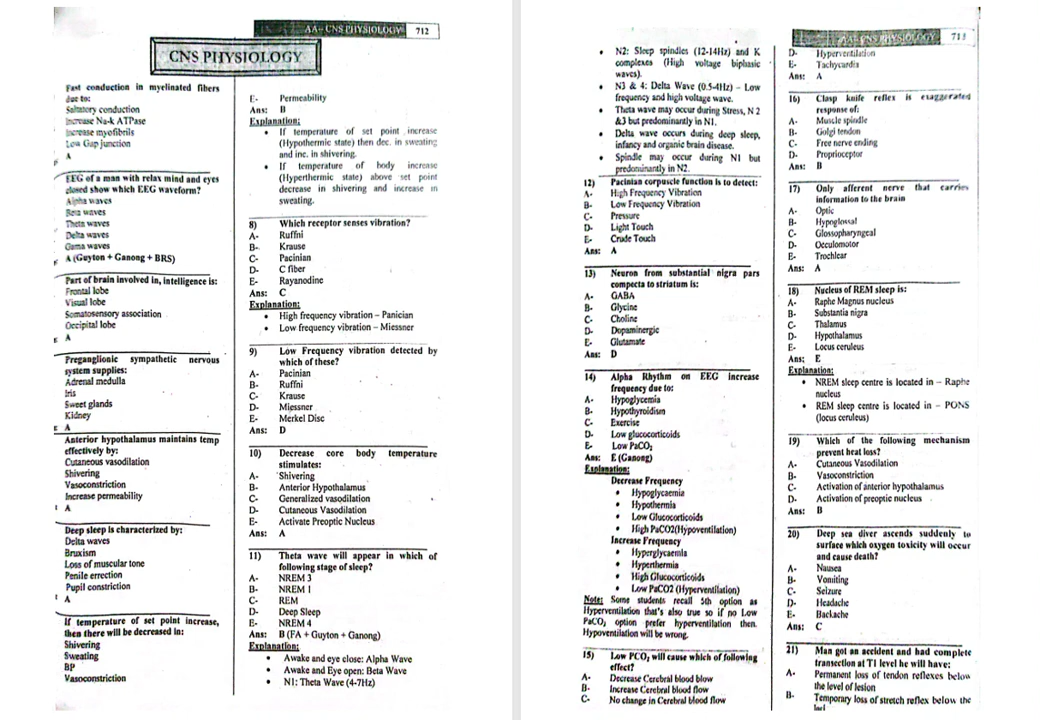 AA- CNS PHYSIOLOGY 712
CNS PHYSIOLOGY
Fast conduction in myelinated fibers
due to:
Saltatory conduction
Increase Na-k ATPase
Increase myofibrils
Low Gap junction
A
EEG of a man with relax mind and eyes
closed show which EEG waveform?
Alpha waves
Beta waves
Theta waves
Delta waves
Gama waves
A (Guyton + Ganong + BRS)
Part of brain involved in, intelligence is:
Frontal lobe
Visual lobe
Somatosensory association
Occipital lobe
A
Preganglionic sympathetic nervous
system supplies:
Adrenal medulla
Iris
Sweet glands
Kidney
A
Anterior hypothalamus maintains temp
effectively by:
Cutaneous vasodilation
Shivering
Vasoconstriction
Increase permeability
A
Deep sleep is characterized by:
Delta waves
Bruxism
Loss of muscular tone
Penile errection
Pupil constriction
A
If temperature of set point increase,
then there will be decreased in:
Shivering
Sweating
BP
Vasoconstriction
E- Permeability
Ans: B
Explanation:
• If temperature of set point increase
(Hypothermic state) then dec. in sweating
and inc. in shivering.
• If temperature of body increase
(Hyperthermic state) above set point
decrease in shivering and increase in
sweating.
8) Which receptor senses vibration?
A- Ruffni
B- Krause
C- Pacinian
D- C fiber
E- Rayanodine
Ans: C
Explanation:
• High frequency vibration – Panician
• Low frequency vibration – Miessner
9) Low Frequency vibration detected by
which of these?
A- Pacinian
B- Ruffni
C- Krause
D- Miessner
E- Merkel Disc
Ans: D
10) Decrease core body temperature
stimulates:
A- Shivering
B- Anterior Hypothalamus
C- Generalized vasodilation
D- Cutaneous Vasodilation
E- Activate Preoptic Nucleus
Ans: A
11) Theta wave will appear in which of
following stage of sleep?
A- NREM 3
B- NREM 1
C- REM
D- Deep Sleep
E- NREM 4
Ans: B (FA + Guyton + Ganong)
Explanation:
• Awake and eye close: Alpha Wave
• Awake and Eye open: Beta Wave
• N1: Theta Wave (4-7Hz)
AA- CNS PHYSIOLOGY 713
• N2: Sleep spindles (12-14Hz) and K
complexes (High voltage biphasic
waves).
• N3 & 4: Delta Wave (0.5-4Hz) – Low
frequency and high voltage wave.
• Theta wave may occur during Stress, N 2
&3 but predominantly in N1.
• Delta wave occurs during deep sleep,
infancy and organic brain disease.
• Spindle may occur during N1 but
predominantly in N2.
12) Pacinian corpuscle function is to detect:
A- High Frequency Vibration
B- Low Frequency Vibration
C- Pressure
D- Light Touch
E- Crude Touch
Ans: A
13) Neuron from substantial nigra pars
compecta to striatum is:
A- GABA
B- Glycine
C- Choline
D- Dopaminergic
E- Glutamate
Ans: D
14) Alpha Rhythm on EEG increase
frequency due to:
A- Hypoglycemia
B- Hypothyroidism
C- Exercise
D- Low glucocorticoids
E- Low PaCO2
Ans: E (Ganong)
Explanation:
Decrease Frequency
• Hypoglycaemia
• Hypothermia
• Low Glucocorticoids
• High PaCO2(Hypoventilation)
Increase Frequency
• Hyperglycaemia
• Hyperthermia
• High Glucocorticoids
• Low PaCO2 (Hyperventilation)
Note: Some students recall 5th option as
Hyperventilation that's also true so if no Low
PaCO2 option prefer hyperventilation then.
Hypoventilation will be wrong.
15) Low PCO2 will cause which of following
effect?
A- Decrease Cerebral blood blow
B- Increase Cerebral blood flow
C- No change in Cerebral blood flow
D- Hyperventilation
E- Tachycardia
Ans: A
16) Clasp knife reflex is exaggerated
response of:
A- Muscle spindle
B- Golgi tendon
C- Free nerve ending
D- Proprioceptor
Ans: B
17) Only afferent nerve that carries
information to the brain
A- Optic
B- Hypoglossal
C- Glossopharyngeal
D- Occulomotor
E- Trochlear
Ans: A
18) Nucleus of REM sleep is:
A- Raphe Magnus nucleus
B- Substantia nigra
C- Thalamus
D- Hypothalamus
E- Locus ceruleus
Ans: E
Explanation:
• NREM sleep centre is located in – Raphe
nucleus
• REM sleep centre is located in – PONS
(locus ceruleus)
19) Which of the following mechanism
prevent heat loss?
A- Cutaneous Vasodilation
B- Vasoconstriction
C- Activation of anterior hypothalamus
D- Activation of preoptic nucleus
Ans: B
20) Deep sea diver ascends suddenly to
surface which oxygen toxicity will occur
and cause death?
A- Nausea
B- Vomiting
C- Seizure
D- Headache
E- Backache
Ans: C
21) Man got an accident and had complete
transection at T1 level he will have:
A- Permanent loss of tendon reflexes below
the level of lesion
B- Temporary loss of stretch reflex below the